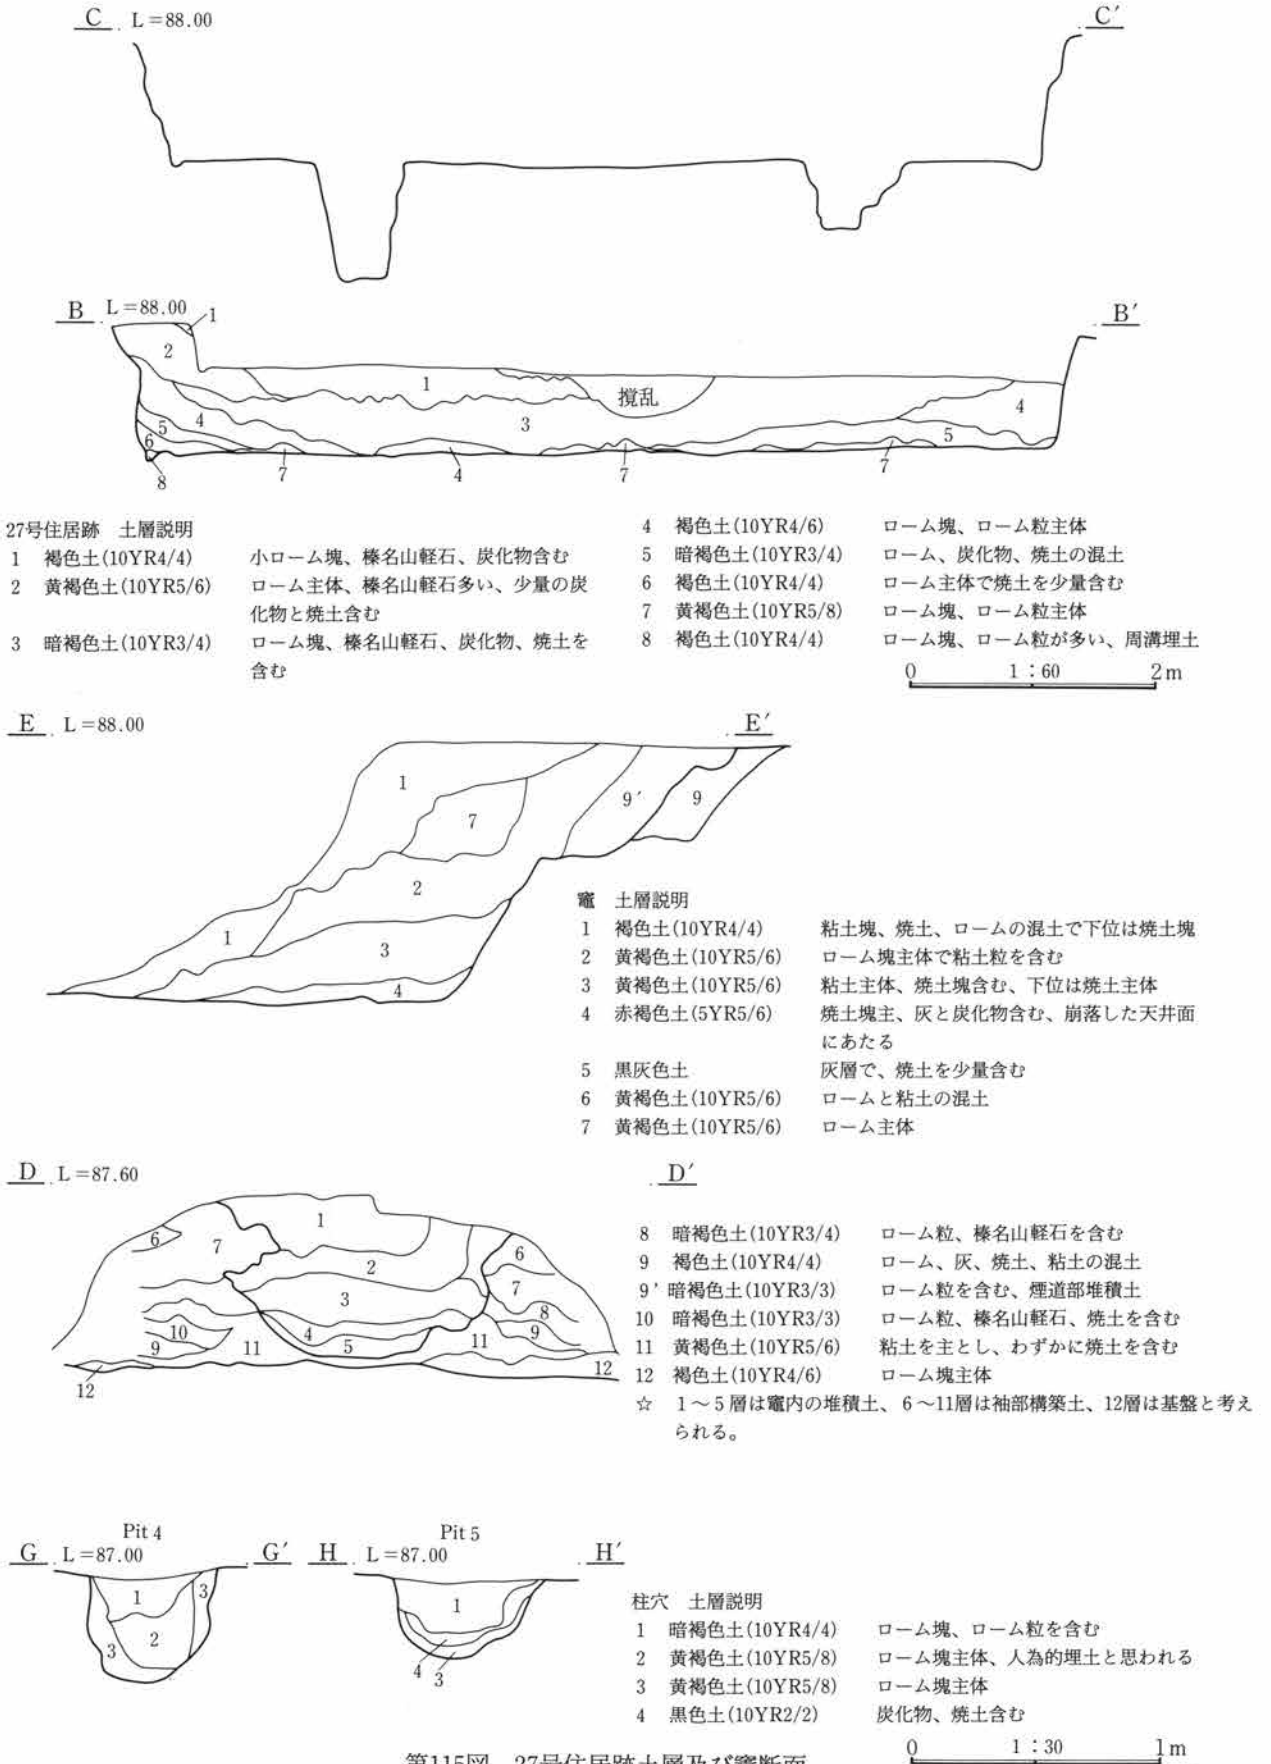 C L=88.00 C′
B L=88.00 B′
1
2
1
撹乱
4
3
4
5
5
6
8
7
4
7
7
27号住居跡 土層説明
1 褐色土(10YR4/4) 小ローム塊、榛名山軽石、炭化物含む
2 黄褐色土(10YR5/6) ローム主体、榛名山軽石多い、少量の炭
化物と焼土含む
3 暗褐色土(10YR3/4) ローム塊、榛名山軽石、炭化物、焼土を
含む
4 褐色土(10YR4/6) ローム塊、ローム粒主体
5 暗褐色土(10YR3/4) ローム、炭化物、焼土の混土
6 褐色土(10YR4/4) ローム主体で焼土を少量含む
7 黄褐色土(10YR5/8) ローム塊、ローム粒主体
8 褐色土(10YR4/4) ローム塊、ローム粒が多い、周溝埋土
0 1:60 2m
E L=88.00 E′
1
7
9′
9
2
1
3
4
竈 土層説明
1 褐色土(10YR4/4) 粘土塊、焼土、ロームの混土で下位は焼土塊
2 黄褐色土(10YR5/6) ローム塊主体で粘土粒を含む
3 黄褐色土(10YR5/6) 粘土主体、焼土塊含む、下位は焼土主体
4 赤褐色土(5YR5/6) 焼土塊主、灰と炭化物含む、崩落した天井面
にあたる
5 黒灰色土 灰層で、焼土を少量含む
6 黄褐色土(10YR5/6) ロームと粘土の混土
7 黄褐色土(10YR5/6) ローム主体
D L=87.60 D′
1
6
7
2
6
3
7
8
10
4
9
9
11
5
11
12
12
8 暗褐色土(10YR3/4) ローム粒、榛名山軽石を含む
9 褐色土(10YR4/4) ローム、灰、焼土、粘土の混土
9′ 暗褐色土(10YR3/3) ローム粒を含む、煙道部堆積土
10 暗褐色土(10YR3/3) ローム粒、榛名山軽石、焼土を含む
11 黄褐色土(10YR5/6) 粘土を主とし、わずかに焼土を含む
12 褐色土(10YR4/6) ローム塊主体
☆ 1～5層は竈内の堆積土、6～11層は袖部構築土、12層は基盤と考え
られる。
Pit 4
G L=87.00 G′
1
3
2
3
Pit 5
H L=87.00 H′
1
4
3
柱穴 土層説明
1 暗褐色土(10YR4/4) ローム塊、ローム粒を含む
2 黄褐色土(10YR5/8) ローム塊主体、人為的埋土と思われる
3 黄褐色土(10YR5/8) ローム塊主体
4 黒色土(10YR2/2) 炭化物、焼土含む
0 1:30 1m
第115図 27号住居跡土層及び竈断面